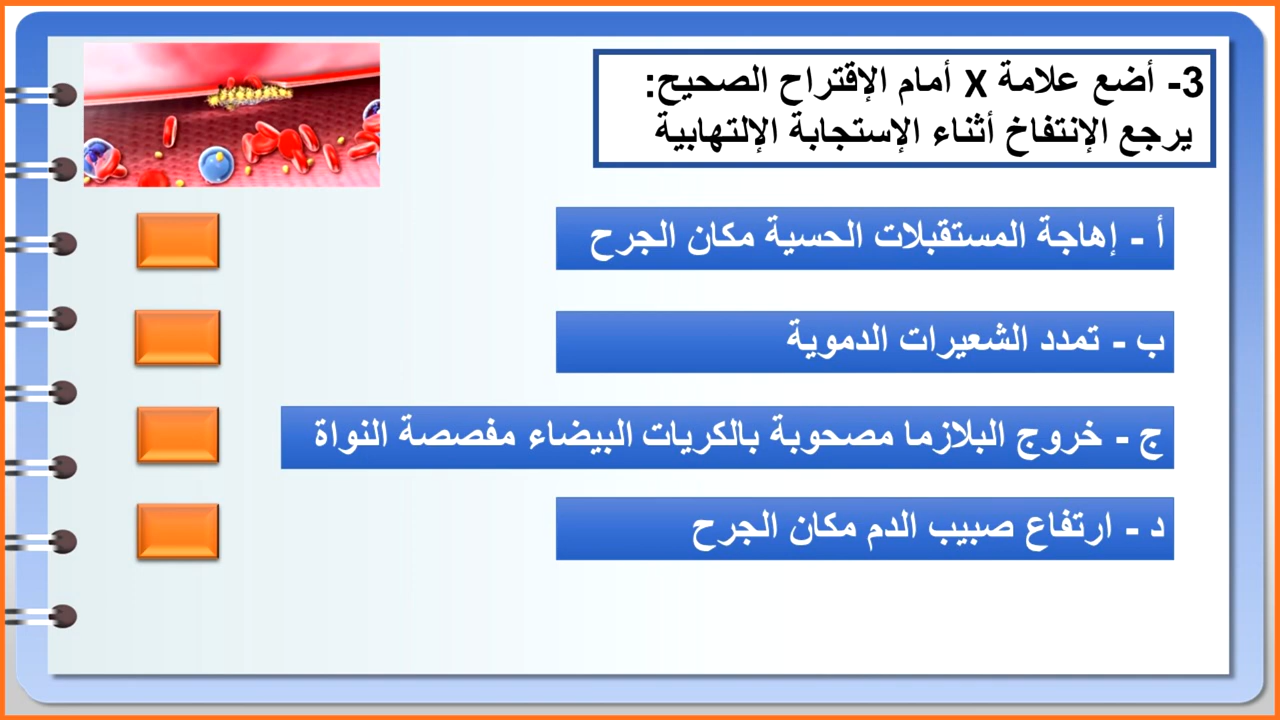 3- أضع علامة X أمام الإقتراح الصحيح:
يرجع الإنتفاخ أثناء الإستجابة الإلتهابية
أ - إهاجة المستقبلات الحسية مكان الجرح
ب - تمدد الشعيرات الدموية
ج - خروج البلازما مصحوبة بالكريات البيضاء مفصصة النواة
د - ارتفاع صبيب الدم مكان الجرح